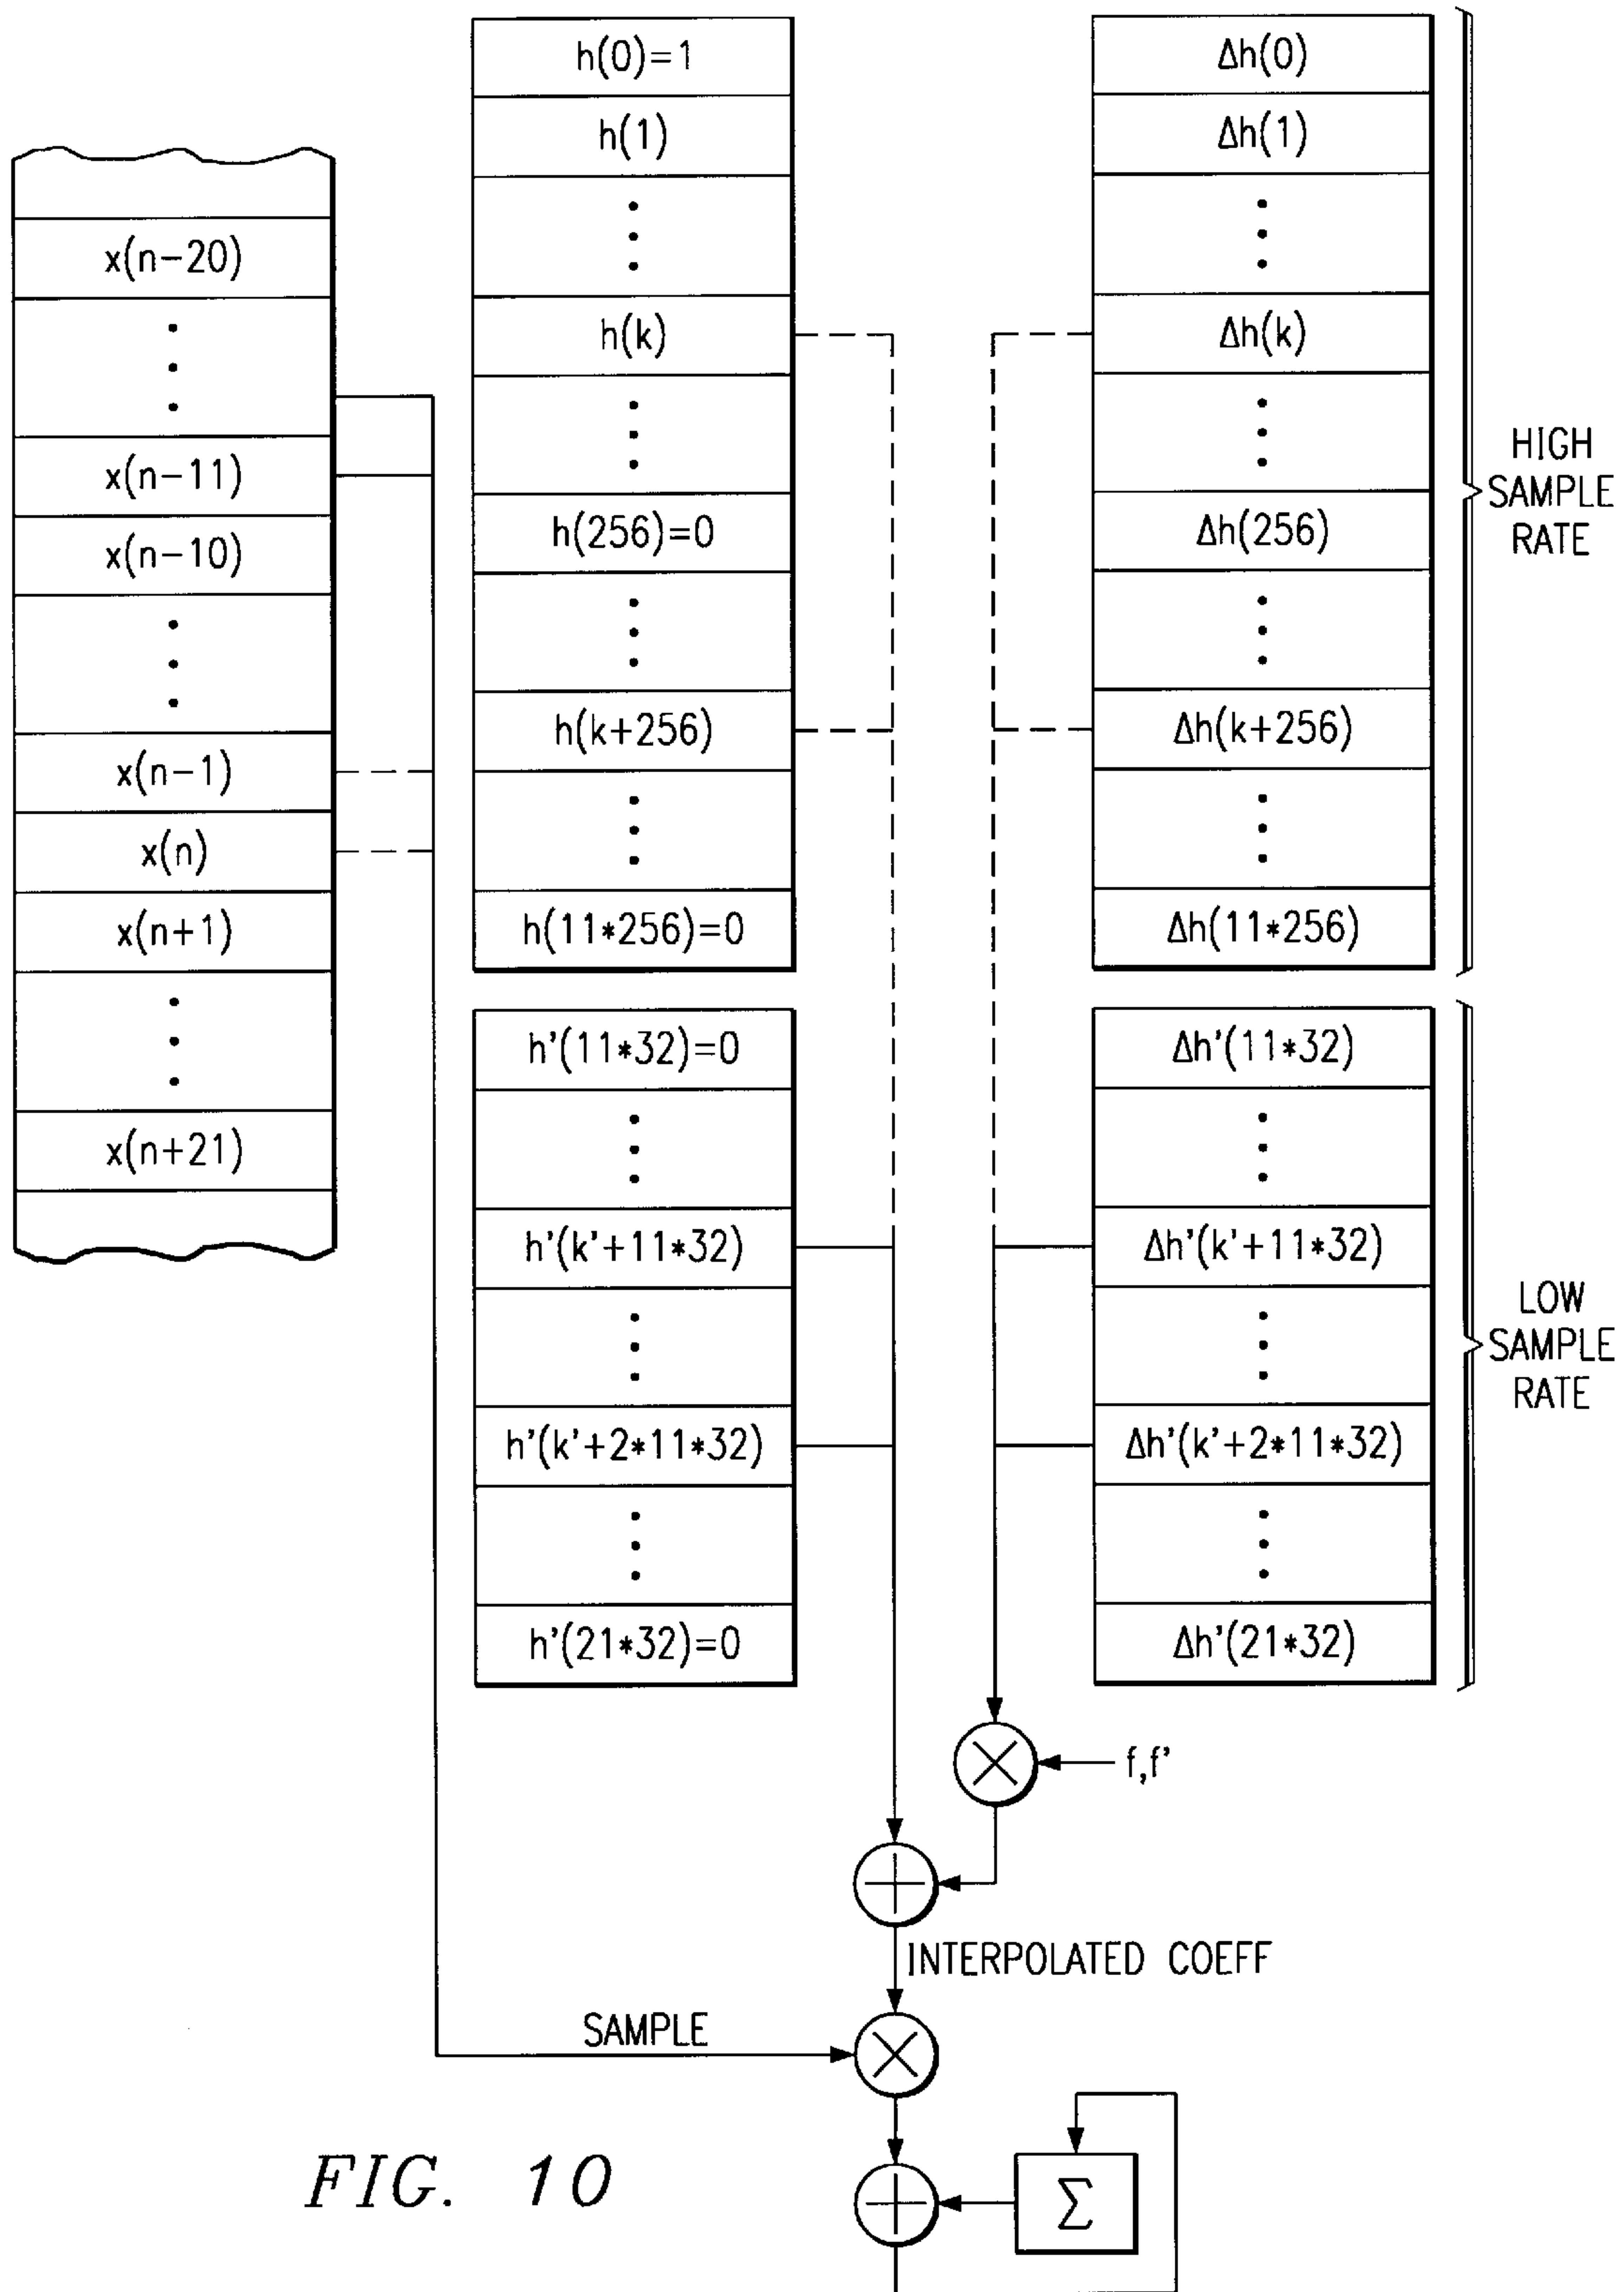 x(n-20)
x(n-11)
x(n-10)
x(n-1)
x(n)
x(n+1)
x(n+21)
h(0)=1
h(1)
h(k)
h(256)=0
h(k+256)
h(11*256)=0
h'(11*32)=0
h'(k'+11*32)
h'(k'+2*11*32)
h'(21*32)=0
Δh(0)
Δh(1)
Δh(k)
Δh(256)
Δh(k+256)
Δh(11*256)
Δh'(11*32)
Δh'(k'+11*32)
Δh'(k'+2*11*32)
Δh'(21*32)
HIGH
SAMPLE
RATE
LOW
SAMPLE
RATE
f,f'
INTERPOLATED COEFF
SAMPLE
Σ
FIG. 10